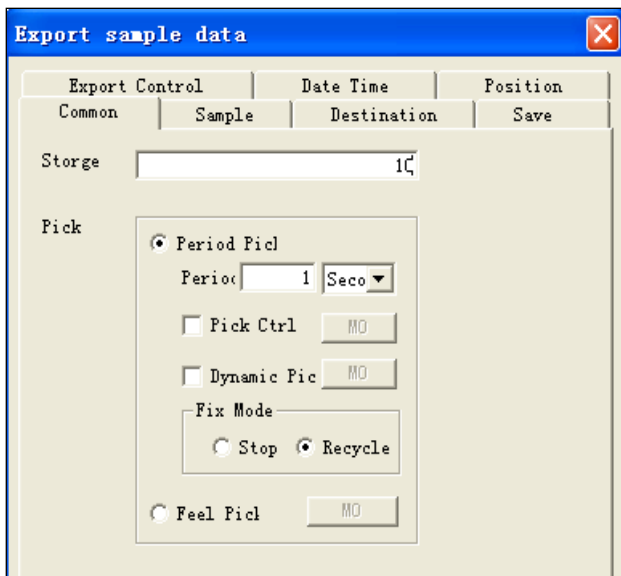 Export sample data
Export Control Date Time Position
Common Sample Destination Save
Storge
Pick
Period Picl
1 Seco
Pick Ctrl MO
Dynamic Pic MO
Fix Mode
Stop Recycle
Feel Picl MO